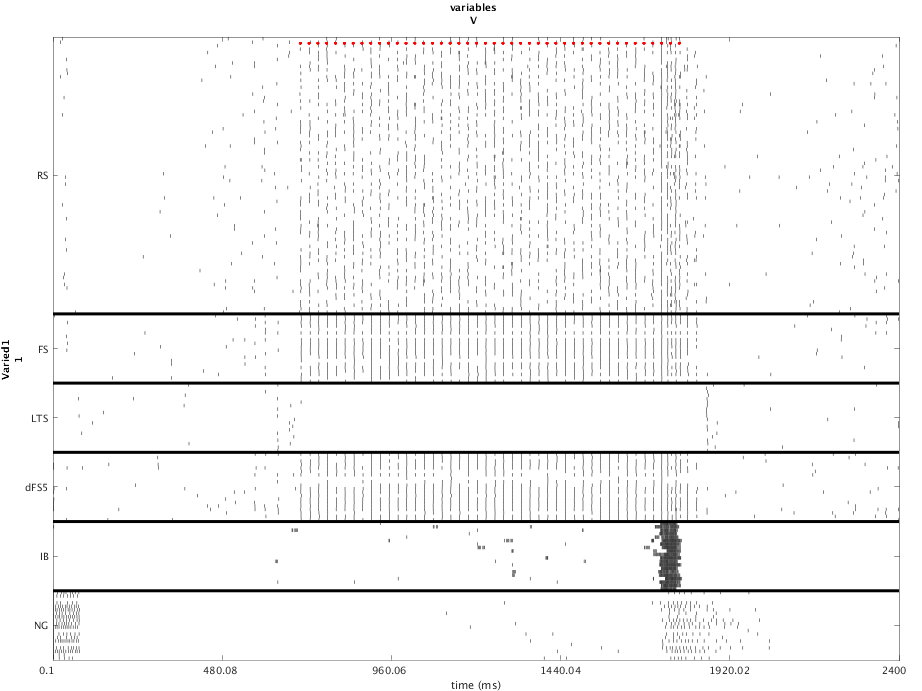 variables
V
RS
FS
LTS
dFS5
IB
NG
Varied1
1
0.1 480.08 960.06 1440.04 1920.02 2400
time (ms)